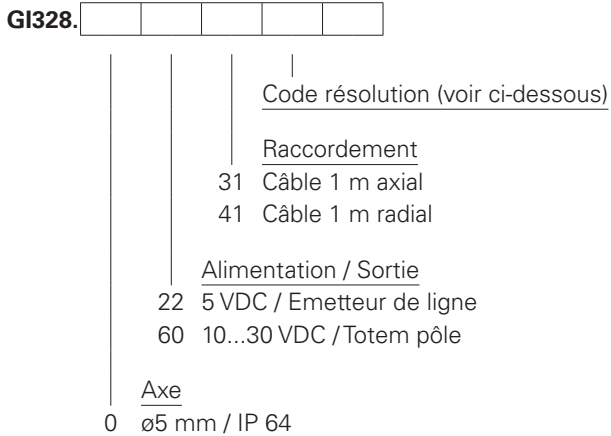 GI328.
Code résolution (voir ci-dessous)
Raccordement
31 Câble 1 m axial
41 Câble 1 m radial
Alimentation / Sortie
22 5 VDC / Emetteur de ligne
60 10...30 VDC / Totem pôle
Axe
0 ø5 mm / IP 64